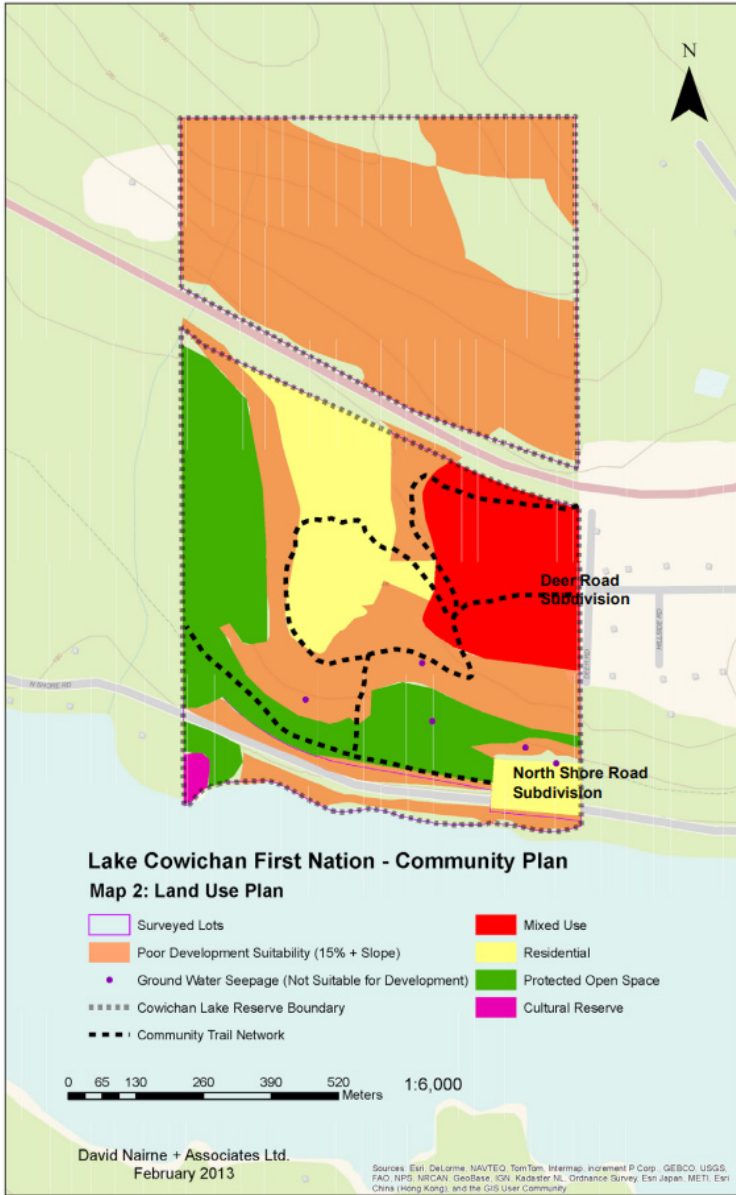 N
Deer Road
Subdivision
HILLSIDE RD
DEER RD
N SHORE RD
North Shore Road
Subdivision
Lake Cowichan First Nation - Community Plan
Map 2: Land Use Plan
Surveyed Lots
Poor Development Suitability (15% + Slope)
Ground Water Seepage (Not Suitable for Development)
Cowichan Lake Reserve Boundary
Community Trail Network
Mixed Use
Residential
Protected Open Space
Cultural Reserve
0 65 130 260 390 520
Meters
1:6,000
David Nairne + Associates Ltd.
February 2013
Sources: Esri, DeLorme, NAVTEQ, TomTom, Intermap, increment P Corp., GEBCO, USGS,
FAO, NPS, NRCAN, GeoBase, IGN, Kadaster NL, Ordnance Survey, Esri Japan, METI, Esri
China (Hong Kong), and the GIS User Community